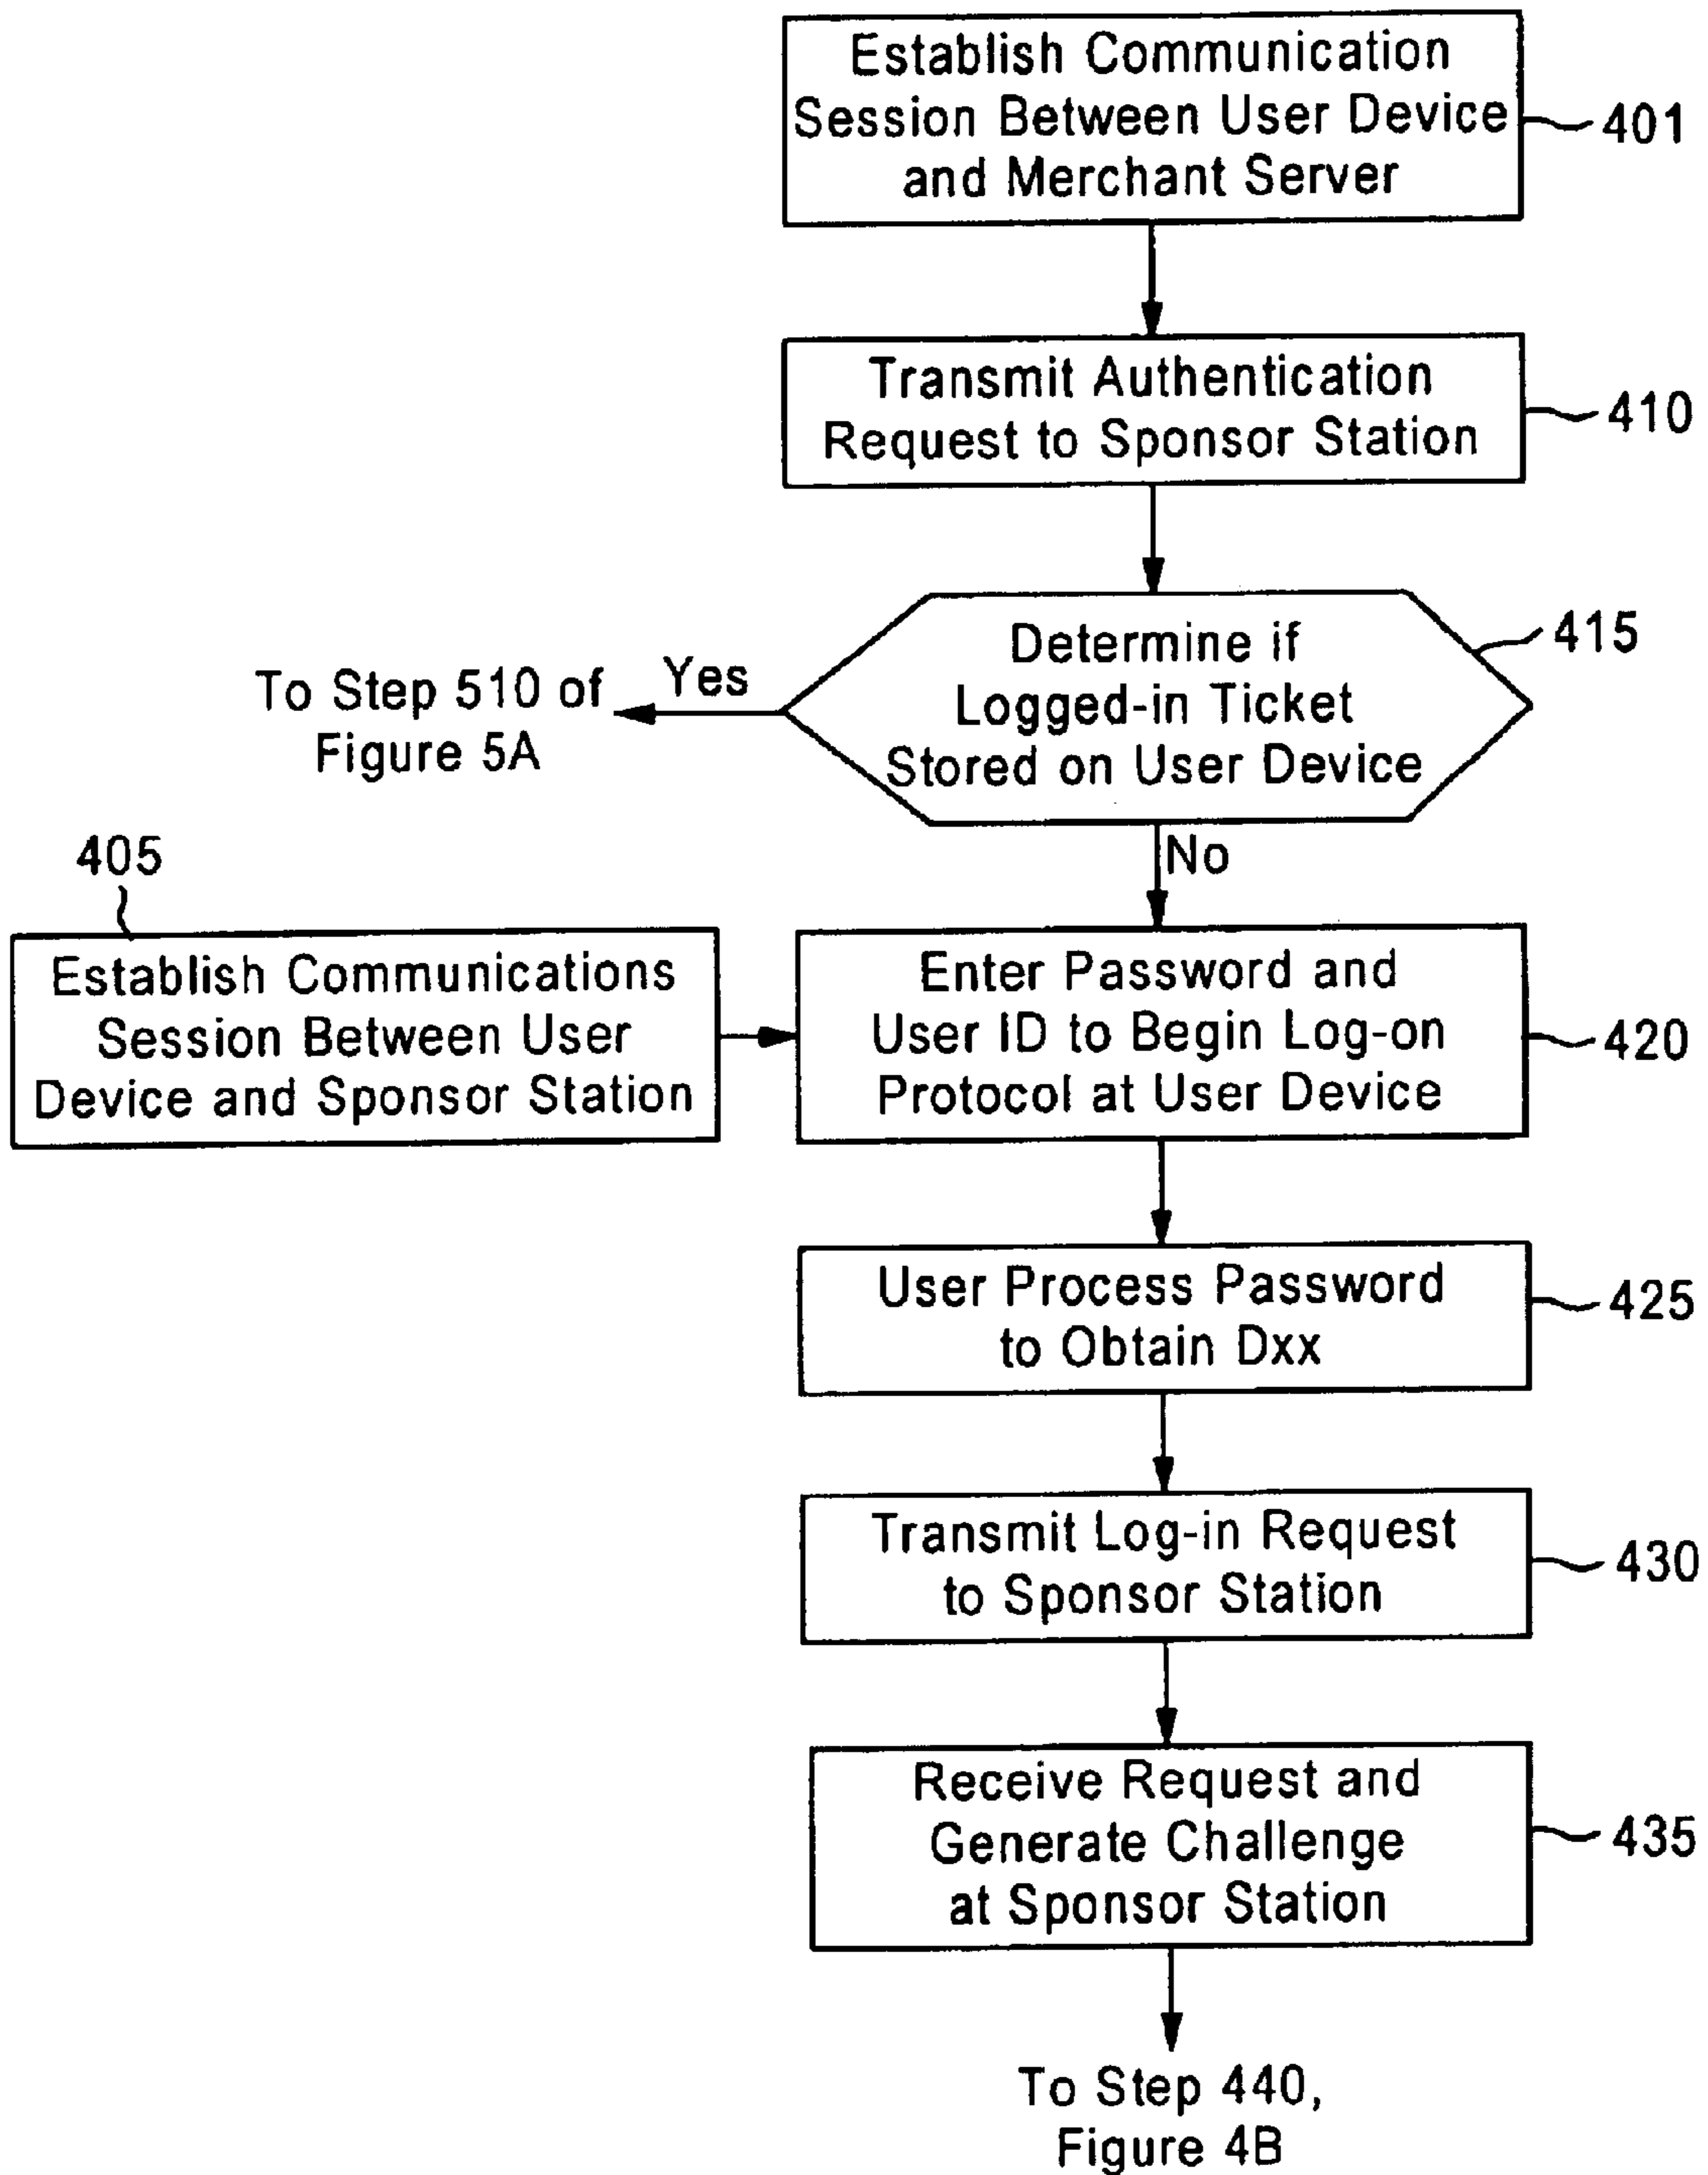 Establish Communication
Session Between User Device
and Merchant Server
401
Transmit Authentication
Request to Sponsor Station
410
Determine if
Logged-in Ticket
Stored on User Device
415
Yes
To Step 510 of
Figure 5A
No
405
Establish Communications
Session Between User
Device and Sponsor Station
Enter Password and
User ID to Begin Log-on
Protocol at User Device
420
User Process Password
to Obtain Dxx
425
Transmit Log-in Request
to Sponsor Station
430
Receive Request and
Generate Challenge
at Sponsor Station
435
To Step 440,
Figure 4B